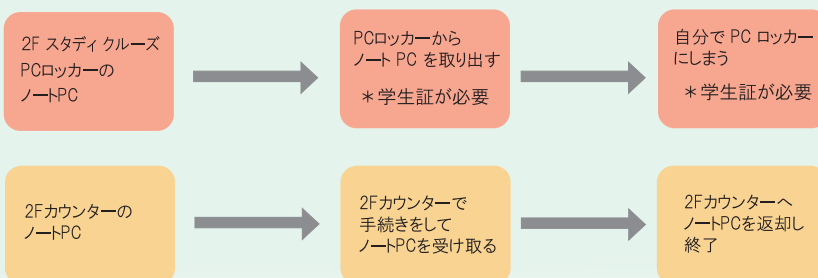 2F スタディ クルーズ
PCロッカーの
ノートPC
PCロッカーから
ノート PC を取り出す
＊学生証が必要
自分で PC ロッカー
にしまう
＊学生証が必要
2Fカウンターの
ノートPC
2Fカウンターで
手続きをして
ノートPCを受け取る
2Fカウンターへ
ノートPCを返却し
終了